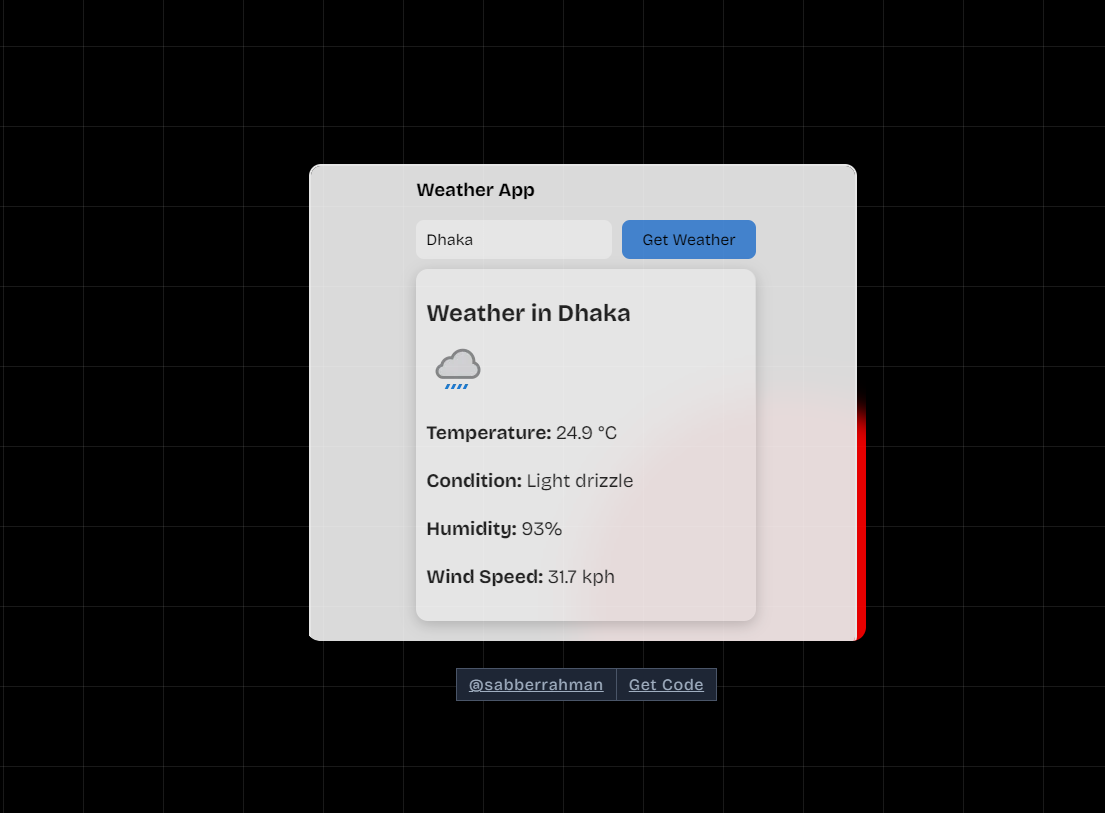 Weather App
Dhaka
Get Weather
Weather in Dhaka
Temperature: 24.9 °C
Condition: Light drizzle
Humidity: 93%
Wind Speed: 31.7 kph
@sabberrahman
Get Code